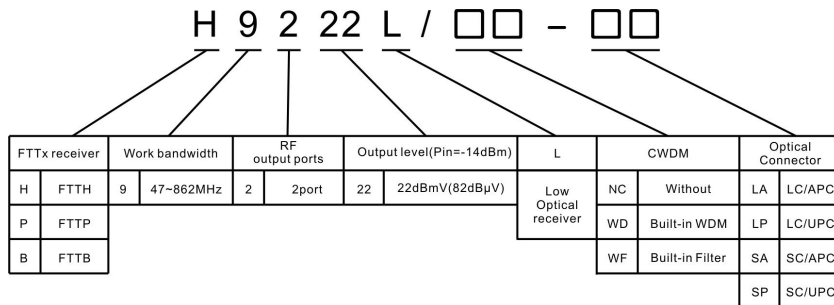 H 9 2 22 L / □□ – □□
FTTx receiver Work bandwidth RF output ports Output level(Pin=-14dBm) L CWDM Optical Connector
H FTTH 9 47~862MHz 2 2port 22 22dBmV(82dBμV) Low Optical receiver NC Without LA LC/APC
P FTTP WD Built-in WDM LP LC/UPC
B FTTB WF Built-in Filter SA SC/APC
SP SC/UPC